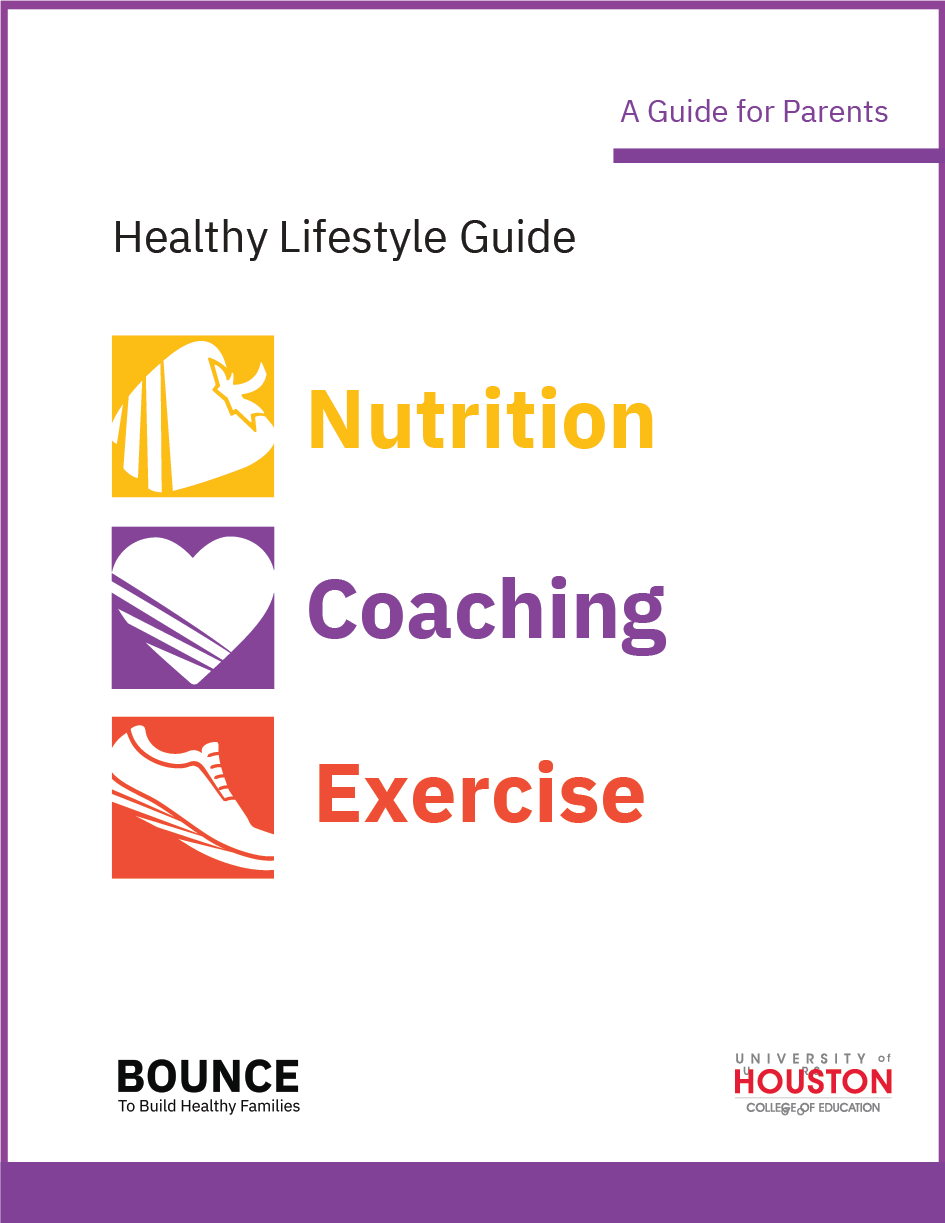 A Guide for Parents
Healthy Lifestyle Guide
Nutrition
Coaching
Exercise
BOUNCE
To Build Healthy Families
UNIVERSITY of
HOUSTON
COLLEGE OF EDUCATION